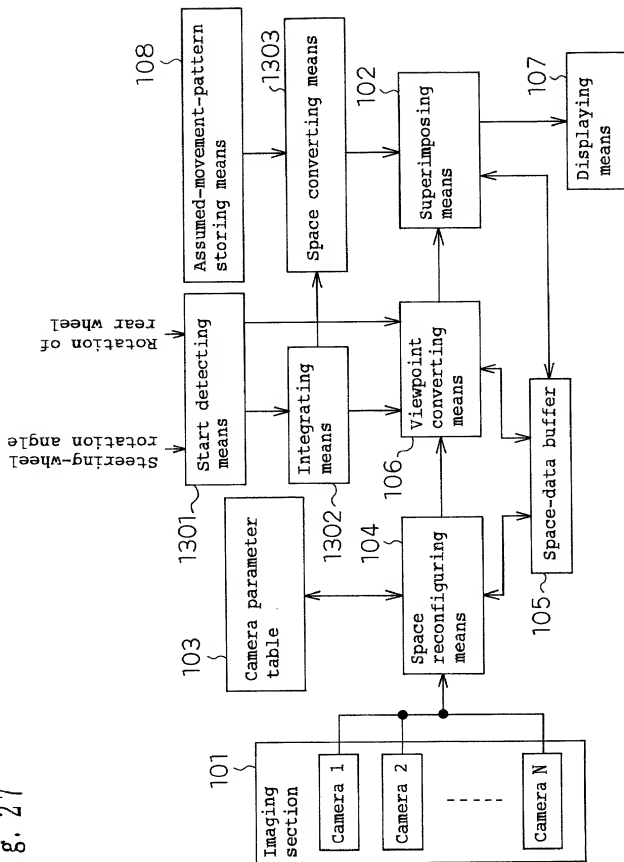 g. 27
101
Imaging
section
Camera 1
Camera 2
Camera N
103
Camera parameter
table
104
Space
reconfiguring
means
105
Space-data buffer
Steering-wheel
rotation angle
Rotation of
rear wheel
1301
Start detecting
means
1302
Integrating
means
106
Viewpoint
converting
means
108
Assumed-movement-pattern
storing means
1303
Space converting means
102
Superimposing
means
107
Displaying
means